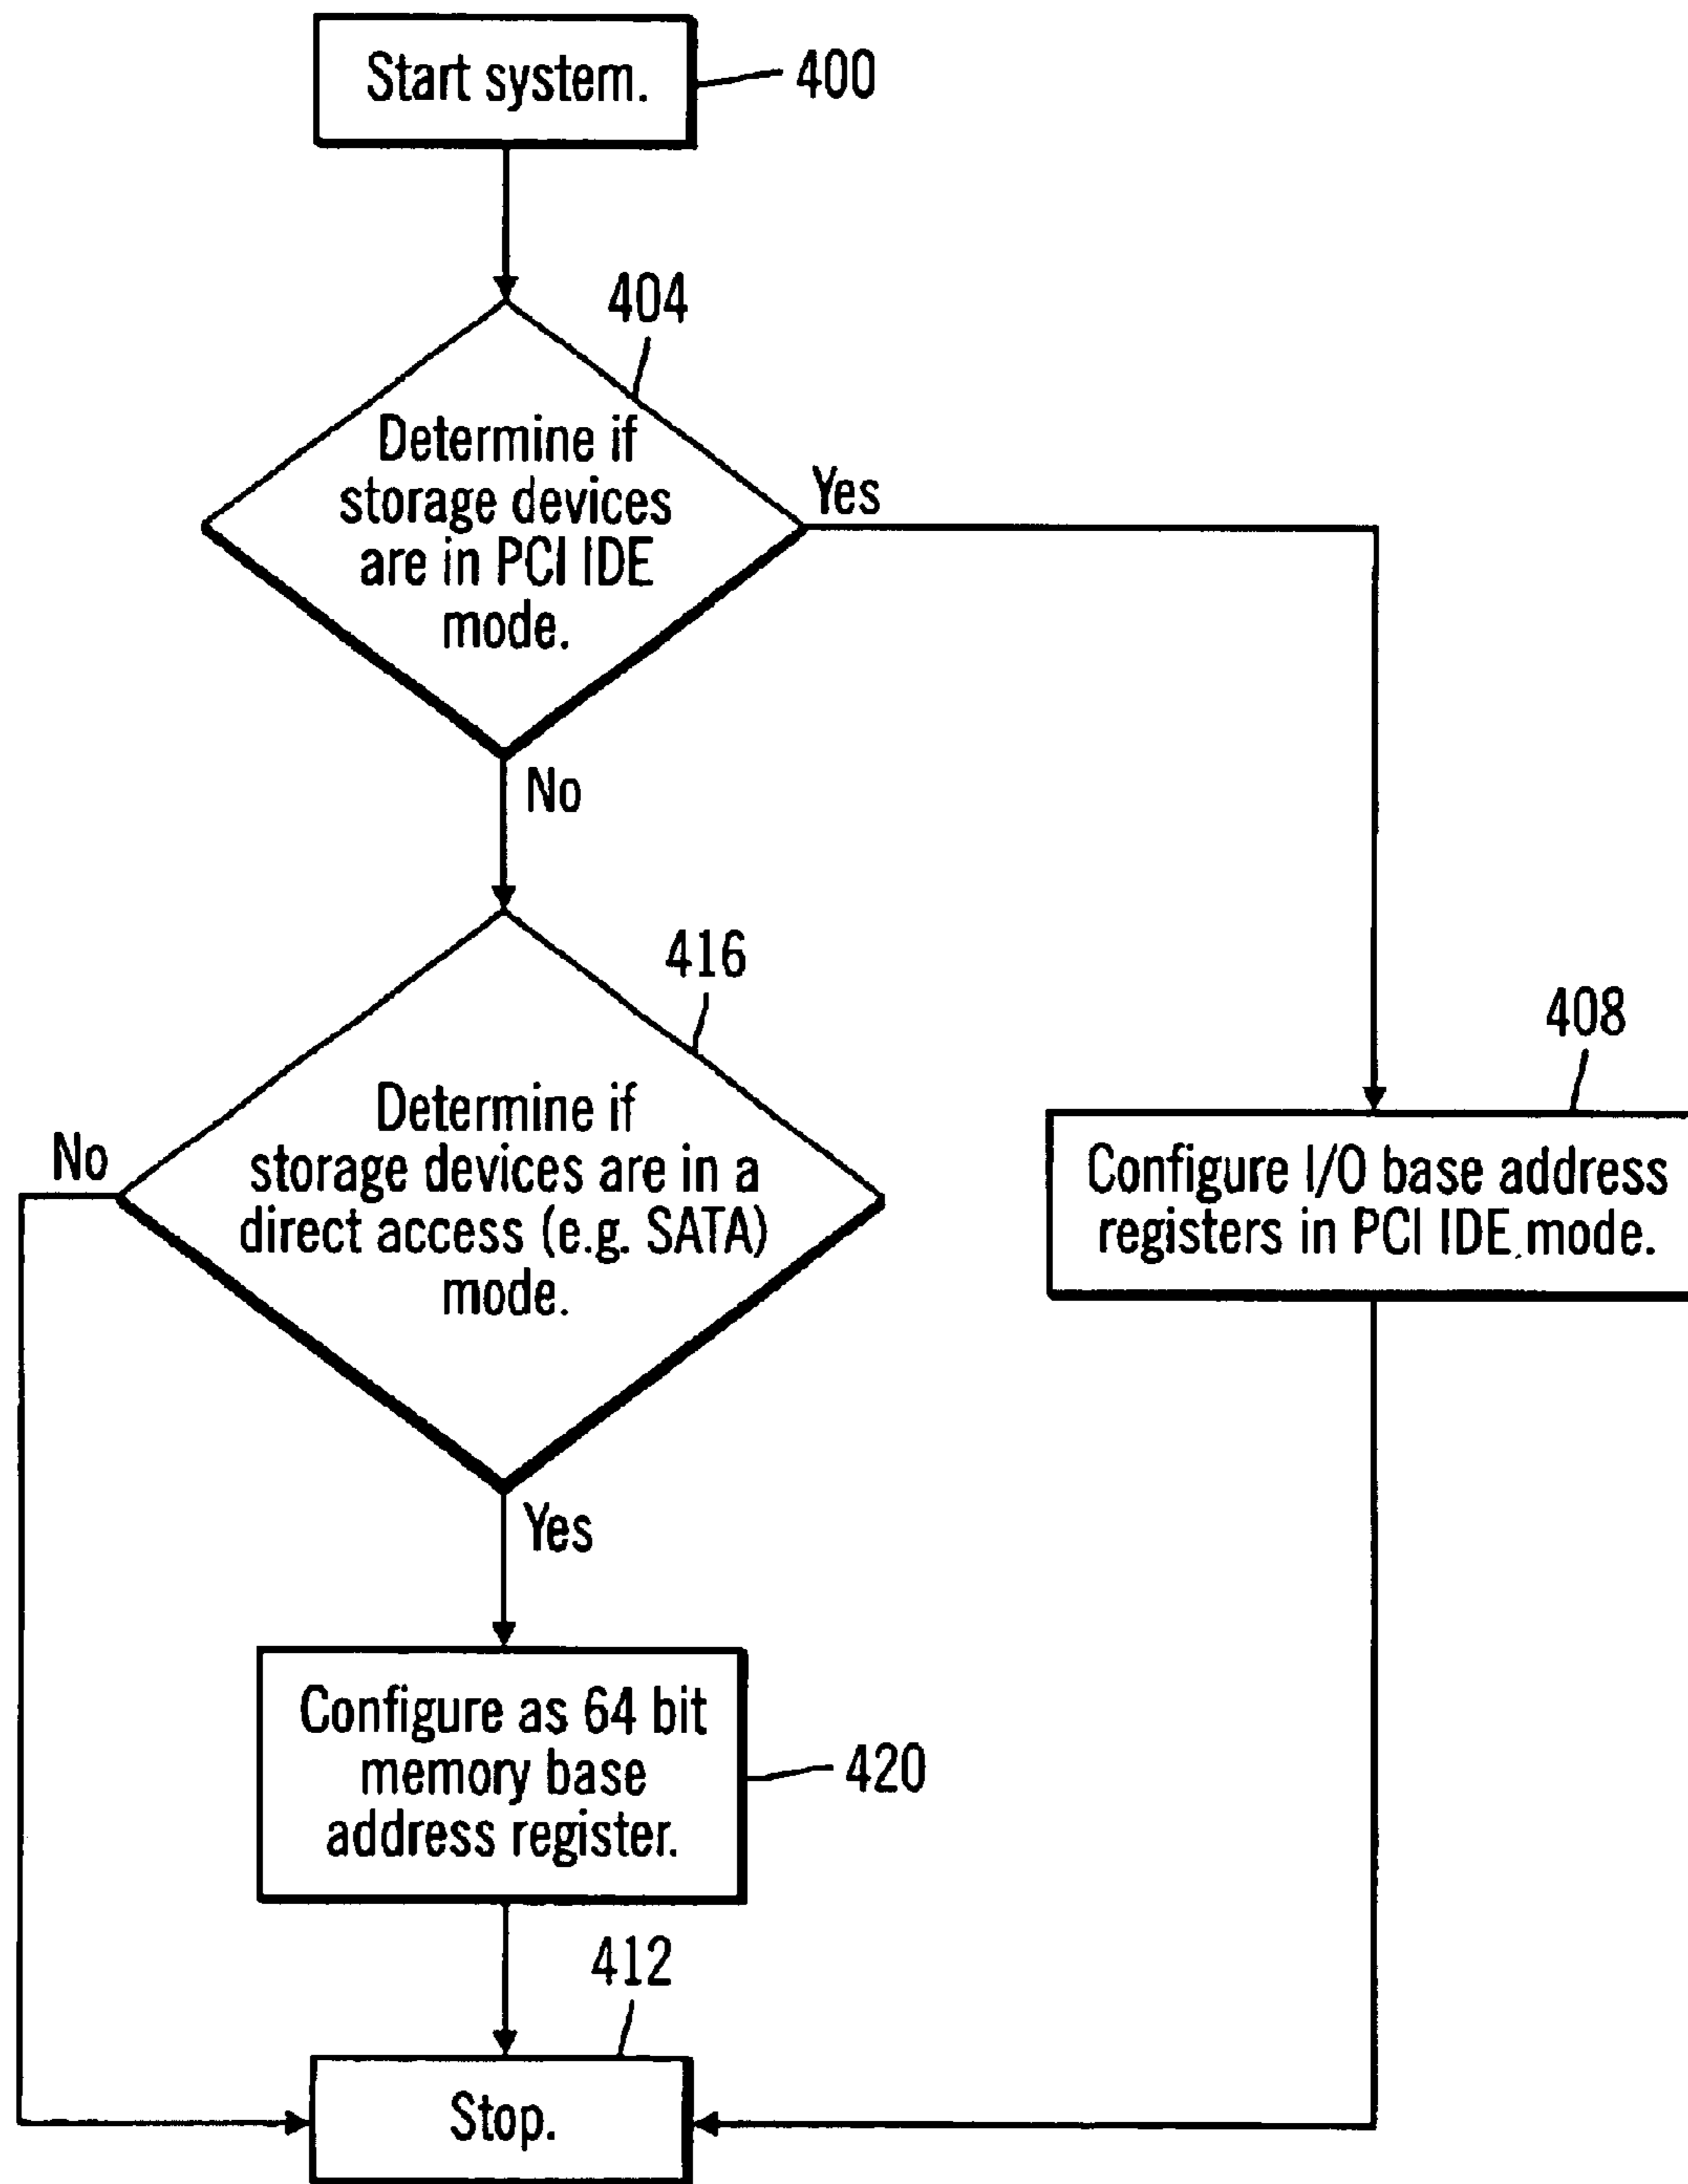 Start system.
400
404
Determine if
storage devices
are in PCI IDE
mode.
Yes
No
416
Determine if
storage devices are in a
direct access (e.g. SATA)
mode.
No
408
Configure I/O base address
registers in PCI IDE mode.
Yes
Configure as 64 bit
memory base
address register.
420
412
Stop.